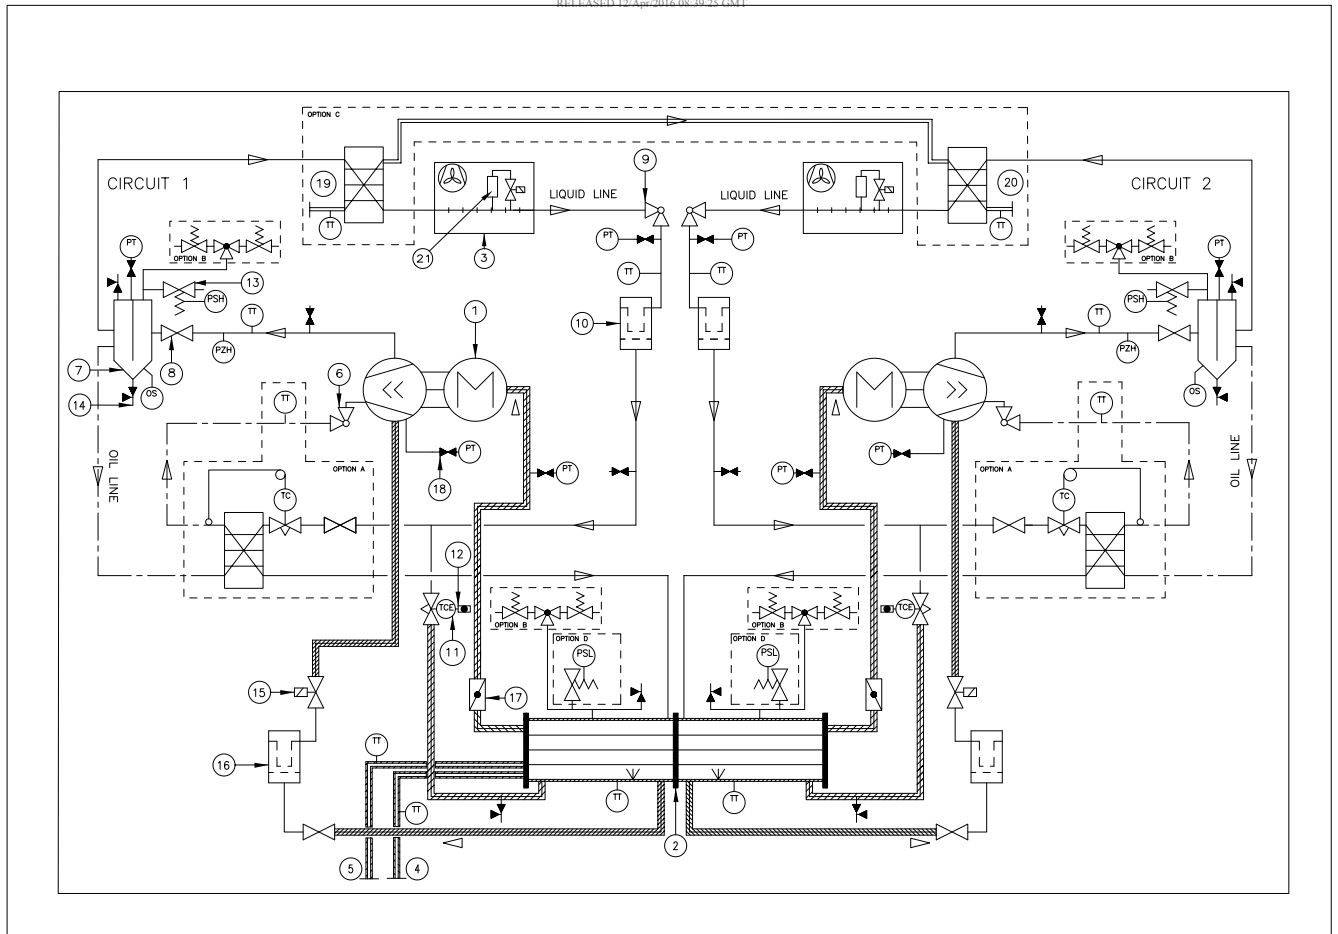 RELEASED 12/Apr/2016 08:39:25 GMT
OPTION C
CIRCUIT 1
19
TT
9
LIQUID LINE
LIQUID LINE
20
TT
CIRCUIT 2
21
3
PT
PT
PT
OPTION B
13
PSH
TT
TT
TT
PT
OPTION B
PSH
TT
1
10
PZH
8
7
OS
14
6
PZH
OS
TT
OPTION A
PT
18
PT
OIL LINE
TC
TT
OPTION A
PT
PT
OIL LINE
TC
12
TCE
11
OPTION B
OPTION D
PSL
OPTION B
OPTION D
PSL
TCE
15
17
16
TT
TT
TT
TT
2
5
4